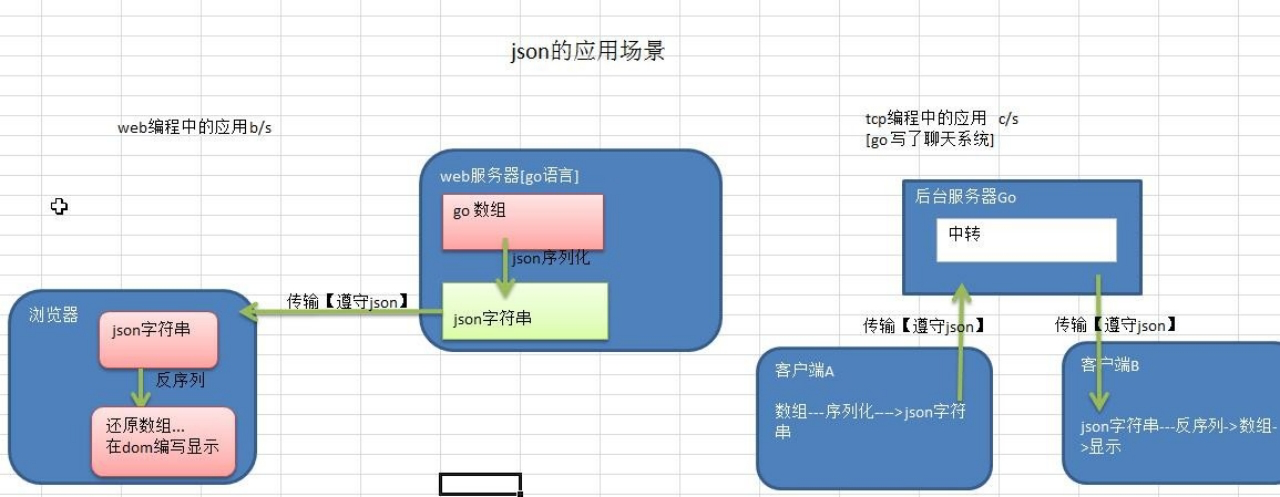 json的应用场景
web编程中的应用b/s
web服务器[go语言]
go 数组
json序列化
json字符串
传输【遵守json】
浏览器
json字符串
反序列
还原数组...
在dom编写显示
tcp编程中的应用 c/s
[go 写了聊天系统]
后台服务器Go
中转
传输【遵守json】
传输【遵守json】
客户端A
数组---序列化---->json字符
串
客户端B
json字符串---反序列->数组-
>显示